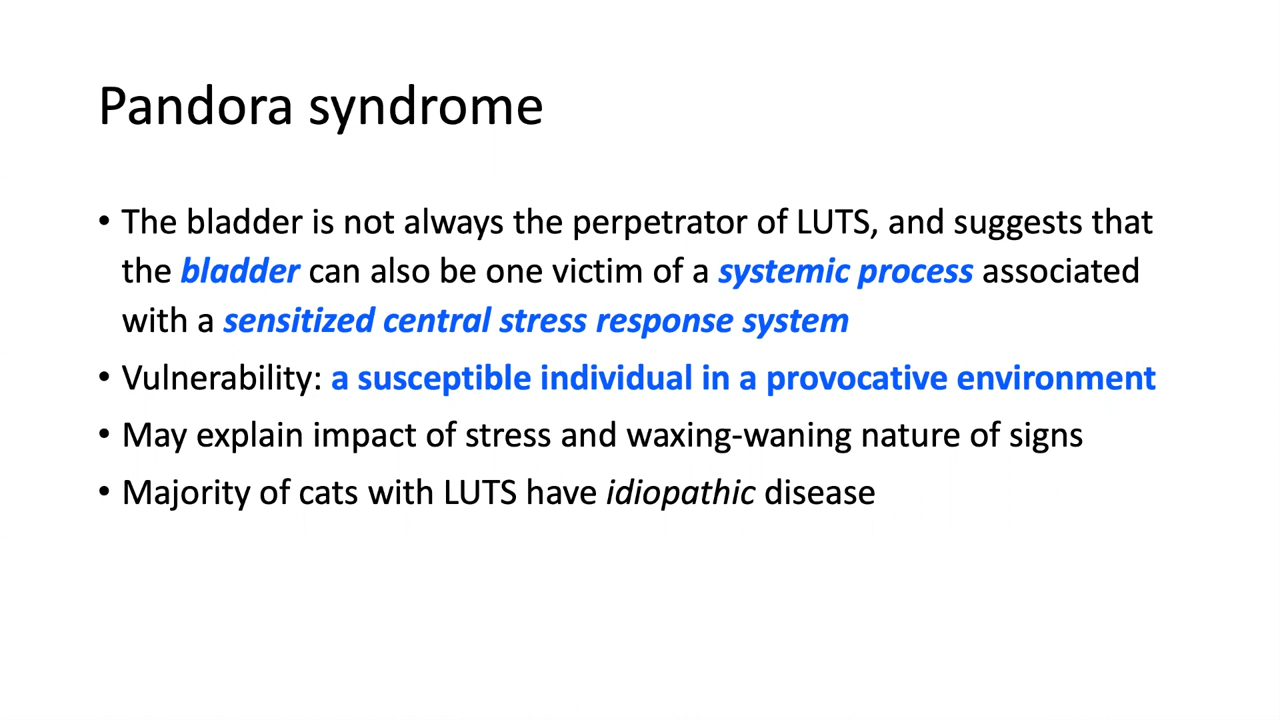 Pandora syndrome
• The bladder is not always the perpetrator of LUTS, and suggests that
the bladder can also be one victim of a systemic process associated
with a sensitized central stress response system
• Vulnerability: a susceptible individual in a provocative environment
• May explain impact of stress and waxing-waning nature of signs
• Majority of cats with LUTS have idiopathic disease